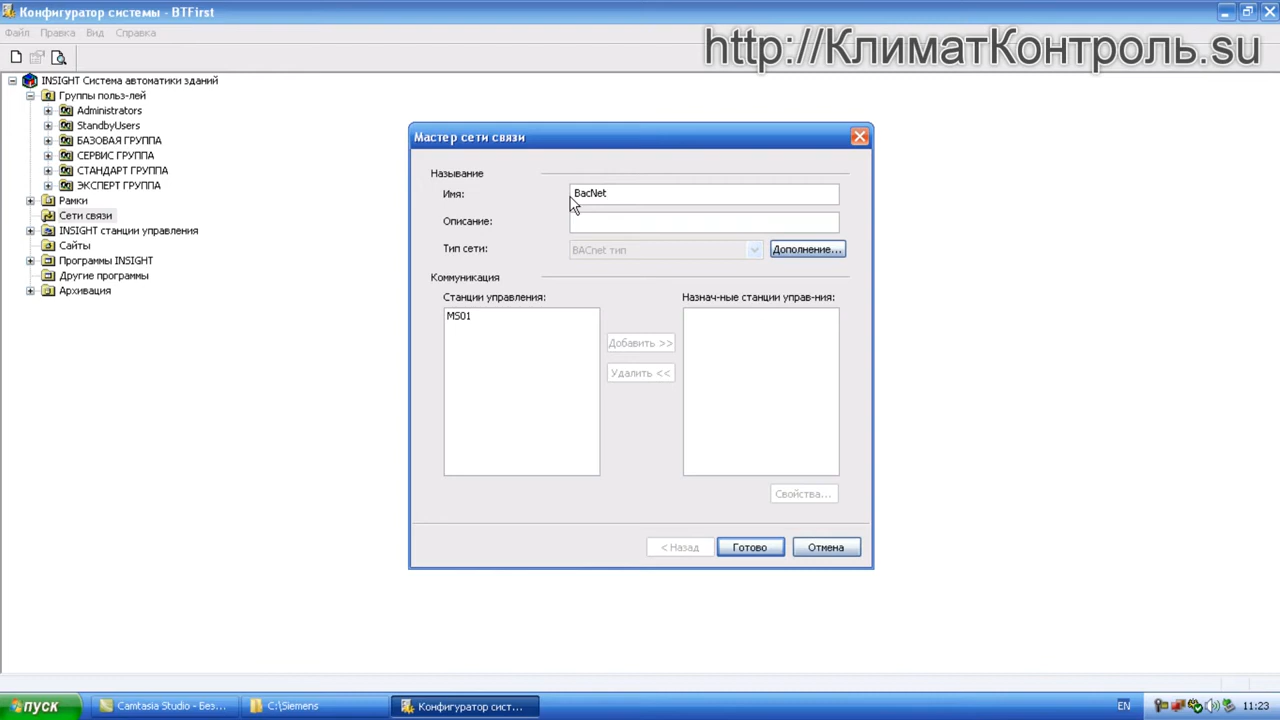 Конфигуратор системы - BTFirst
Файл Правка Вид Справка
http://КлиматКонтроль.su
INSIGHT Система автоматики зданий
Группы польз-лей
Administrators
StandbyUsers
БАЗОВАЯ ГРУППА
СЕРВИС ГРУППА
СТАНДАРТ ГРУППА
ЭКСПЕРТ ГРУППА
Рамки
Сети связи
INSIGHT станции управления
Сайты
Программы INSIGHT
Другие программы
Архивация
Мастер сети связи
Называние
Имя: BacNet
Описание:
Тип сети: BACnet тип Дополнение...
Коммуникация
Станции управления: Назнач-ные станции управ-ния:
MS01
Добавить >>
Удалить <<
Свойства...
< Назад Готово Отмена
пуск Camtasia Studio - Без... C:\Siemens Конфигуратор сист... EN 11:23